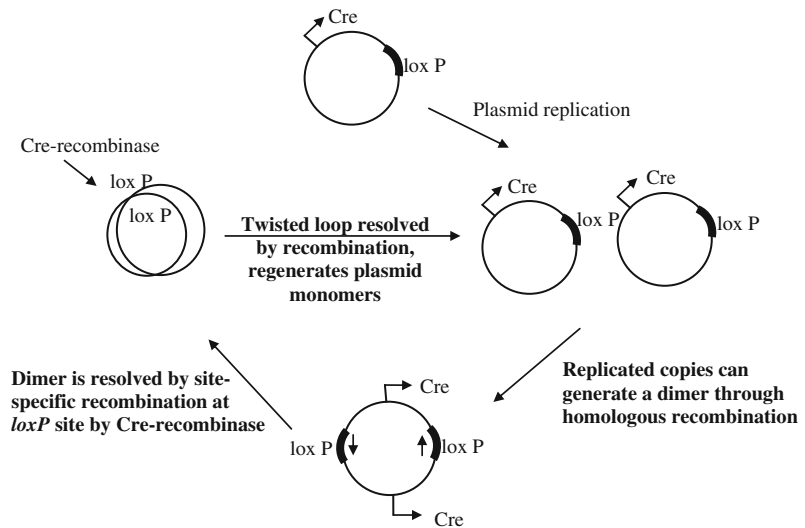 Cre
lox P
Plasmid replication
Cre-recombinase
lox P
lox P
Twisted loop resolved
by recombination,
regenerates plasmid
monomers
Cre
lox P
Cre
lox P
Replicated copies can
generate a dimer through
homologous recombination
Dimer is resolved by site-
specific recombination at
loxP site by Cre-recombinase
Cre
lox P
lox P
Cre